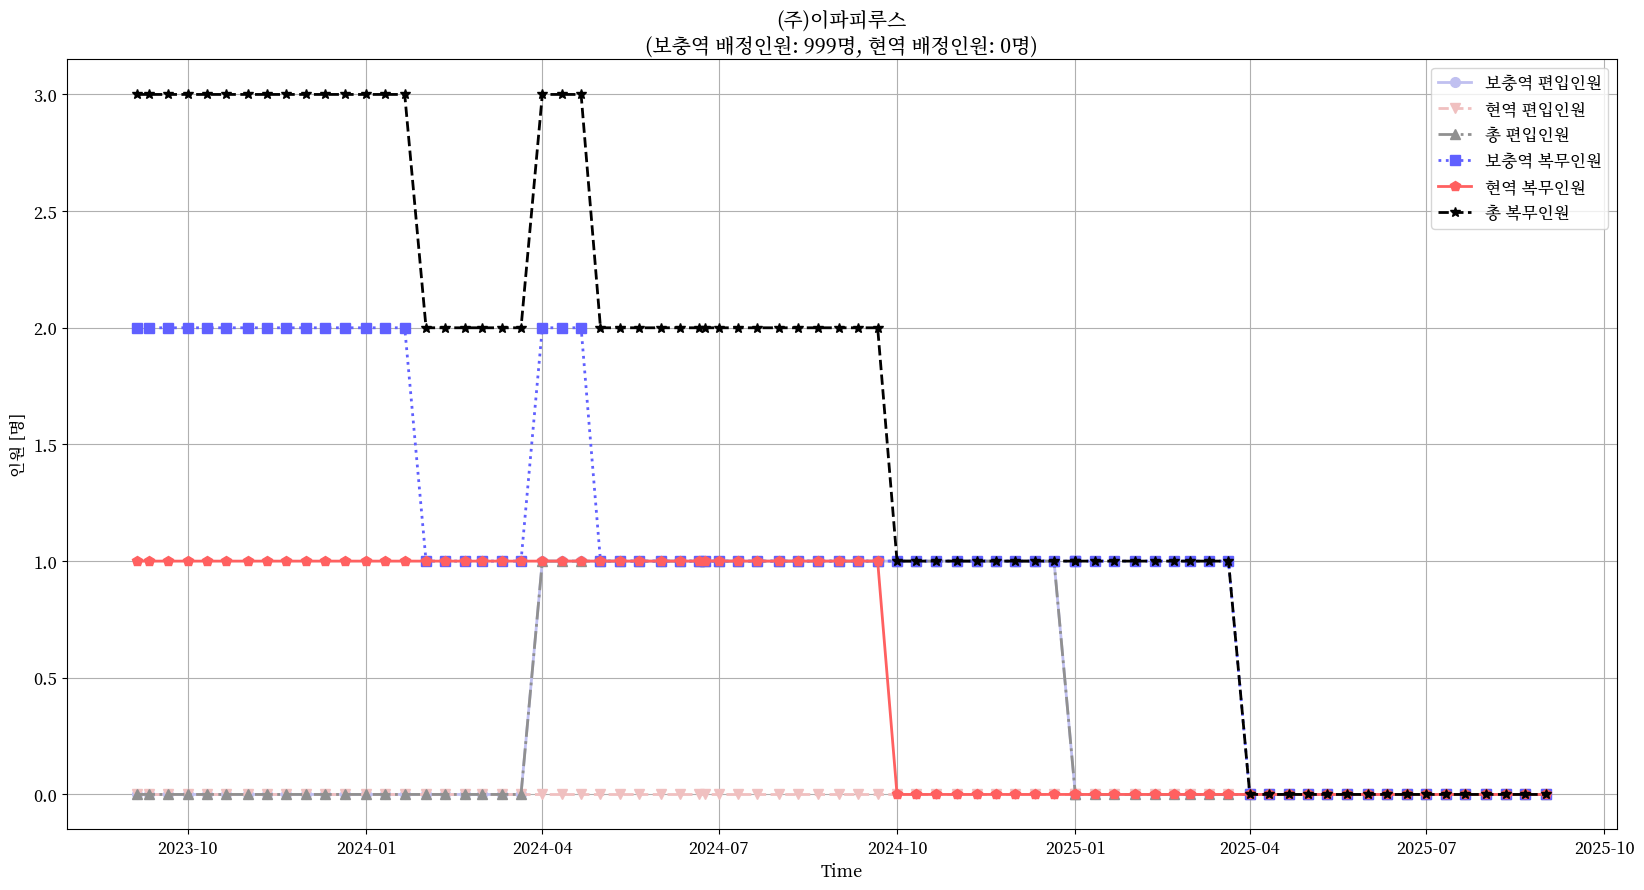 (주)이파피루스
(보충역 배정인원: 999명, 현역 배정인원: 0명)
보충역 편입인원
현역 편입인원
총 편입인원
보충역 복무인원
현역 복무인원
총 복무인원
인원 [명]
3.0
2.5
2.0
1.5
1.0
0.5
0.0
2023-10
2024-01
2024-04
2024-07
2024-10
2025-01
2025-04
2025-07
2025-10
Time